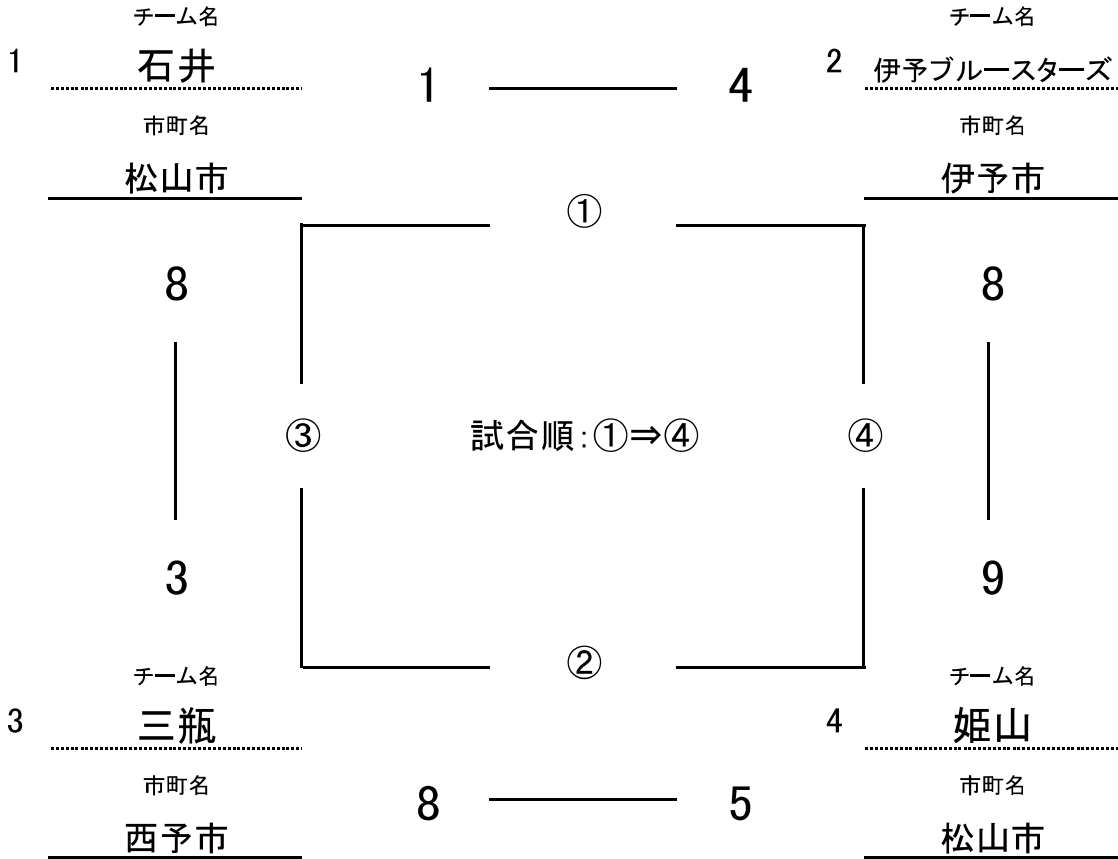 チーム名 チーム名
1 石井 1 4 2 伊予ブルースターズ
市町名 市町名
松山市 伊予市
①
8 8
③ 試合順：①⇒④ ④
3 9
②
チーム名 チーム名
3 三瓶 4 姫山
市町名 8 5 市町名
西予市 松山市